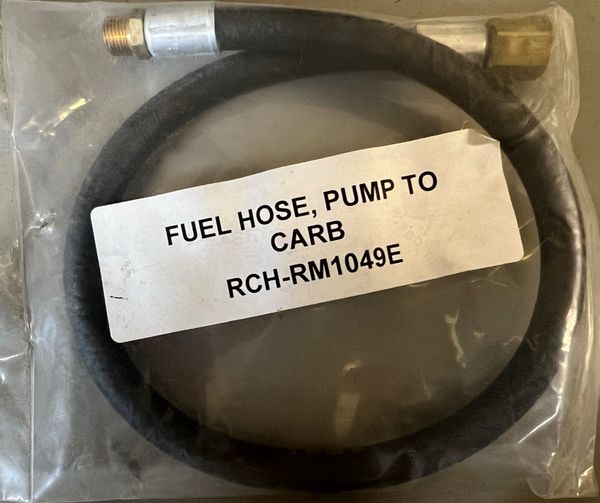 FUEL HOSE, PUMP TO
CARB
RCH-RM1049E